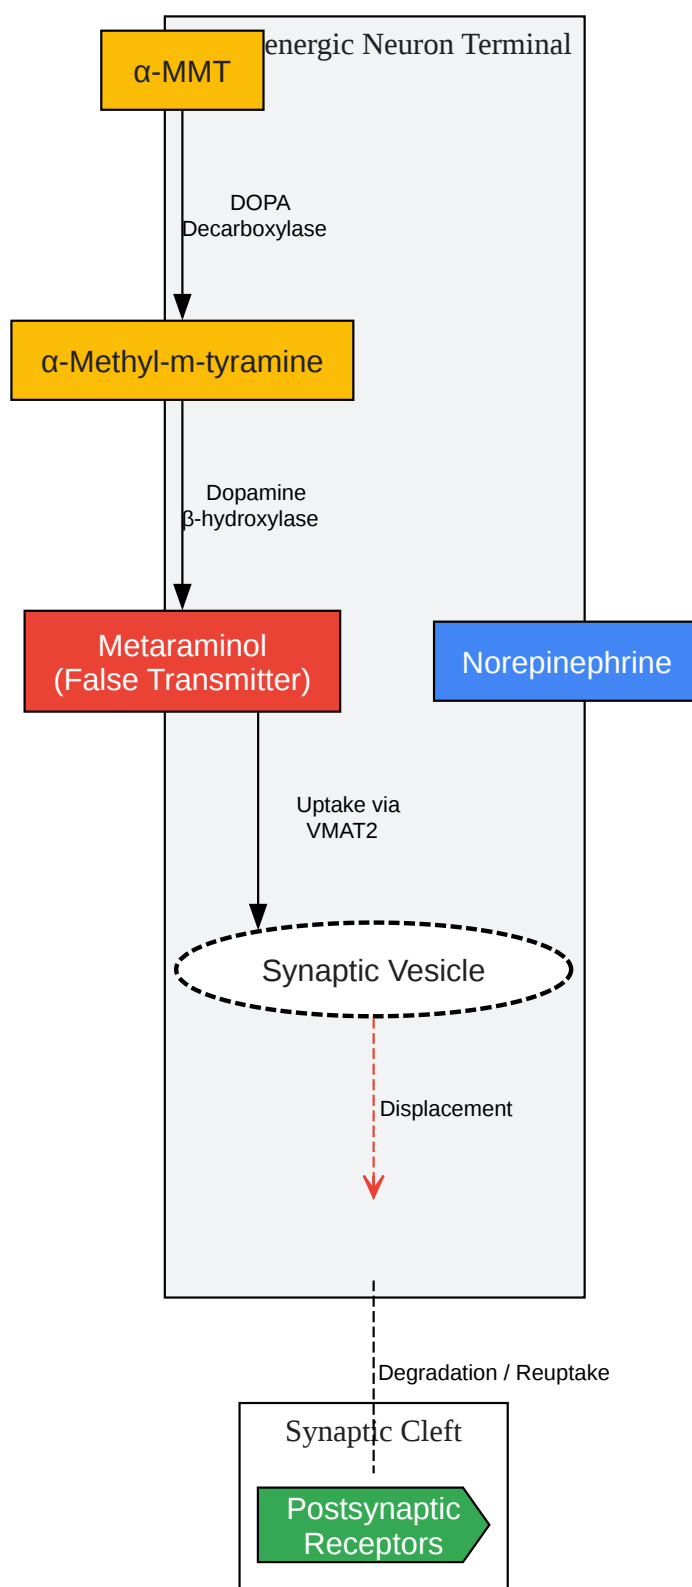 energic Neuron Terminal
α-MMT
DOPA
Decarboxylase
α-Methyl-m-tyramine
Dopamine
β-hydroxylase
Metaraminol
(False Transmitter)
Norepinephrine
Uptake via
VMAT2
Synaptic Vesicle
Displacement
Degradation / Reuptake
Synaptic Cleft
Postsynaptic
Receptors